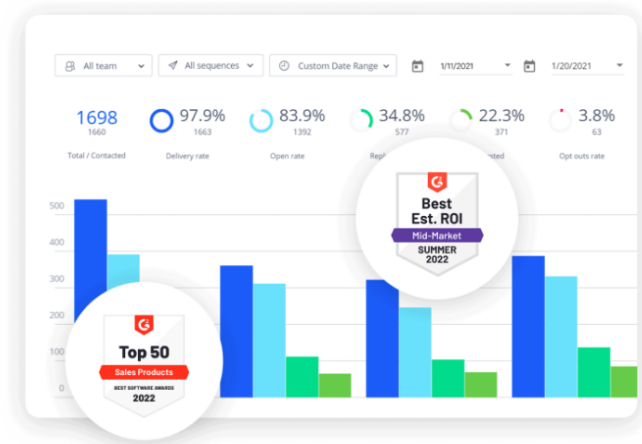 All team
All sequences
Custom Date Range
1/11/2021
1/20/2021
1698
1660
Total / Contacted
97.9%
1663
Delivery rate
83.9%
1392
Open rate
34.8%
577
22.3%
371
3.8%
63
Opt outs rate
500
400
300
200
100
0
G2
Best
Est. ROI
Mid-Market
SUMMER
2022
G2
Top 50
Sales Products
BEST SOFTWARE AWARDS
2022